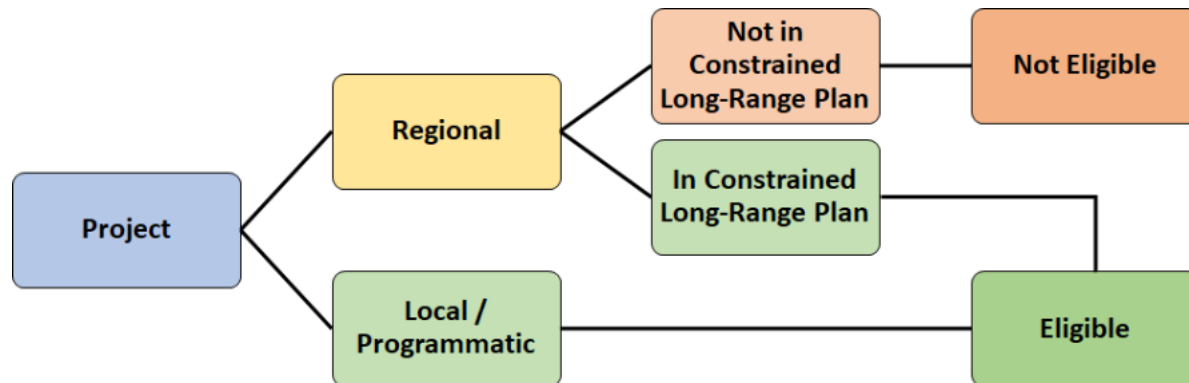 Not in
Constrained
Long-Range Plan
Not Eligible
Regional
In Constrained
Long-Range Plan
Project
Local /
Programmatic
Eligible